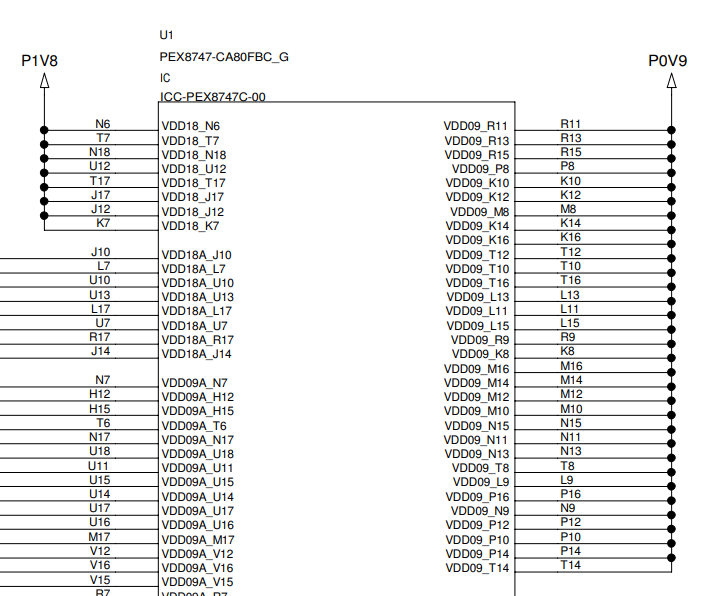 U1
PEX8747-CA80FBC_G
P1V8 P0V9
IC
ICC-PEX8747C-00
N6 VDD18_N6 VDD09_R11 R11
T7 VDD18_T7 VDD09_R13 R13
N18 VDD18_N18 VDD09_R15 R15
U12 VDD18_U12 VDD09_P8 P8
T17 VDD18_T17 VDD09_K10 K10
J17 VDD18_J17 VDD09_K12 K12
J12 VDD18_J12 VDD09_M8 M8
K7 VDD18_K7 VDD09_K14 K14
VDD09_K16 K16
J10 VDD18A_J10 VDD09_T12 T12
L7 VDD18A_L7 VDD09_T10 T10
U10 VDD18A_U10 VDD09_T16 T16
U13 VDD18A_U13 VDD09_L13 L13
L17 VDD18A_L17 VDD09_L11 L11
U7 VDD18A_U7 VDD09_L15 L15
R17 VDD18A_R17 VDD09_R9 R9
J14 VDD18A_J14 VDD09_K8 K8
VDD09_M16 M16
N7 VDD09A_N7 VDD09_M14 M14
H12 VDD09A_H12 VDD09_M12 M12
H15 VDD09A_H15 VDD09_M10 M10
T6 VDD09A_T6 VDD09_N15 N15
N17 VDD09A_N17 VDD09_N11 N11
U18 VDD09A_U18 VDD09_N13 N13
U11 VDD09A_U11 VDD09_T8 T8
U15 VDD09A_U15 VDD09_L9 L9
U14 VDD09A_U14 VDD09_P16 P16
U17 VDD09A_U17 VDD09_N9 N9
U16 VDD09A_U16 VDD09_P12 P12
M17 VDD09A_M17 VDD09_P10 P10
V12 VDD09A_V12 VDD09_P14 P14
V16 VDD09A_V16 VDD09_T14 T14
V15 VDD09A_V15
R7 VDD09A_R7